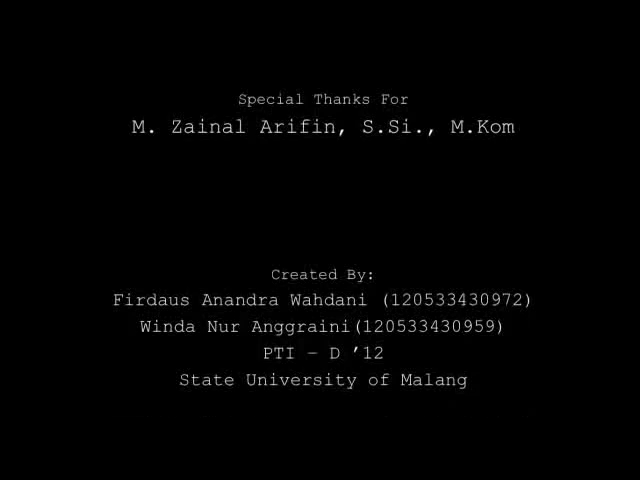 Special Thanks For
M. Zainal Arifin, S.Si., M.Kom
Created By:
Firdaus Anandra Wahdani (120533430972)
Winda Nur Anggraini(120533430959)
PTI – D ’12
State University of Malang